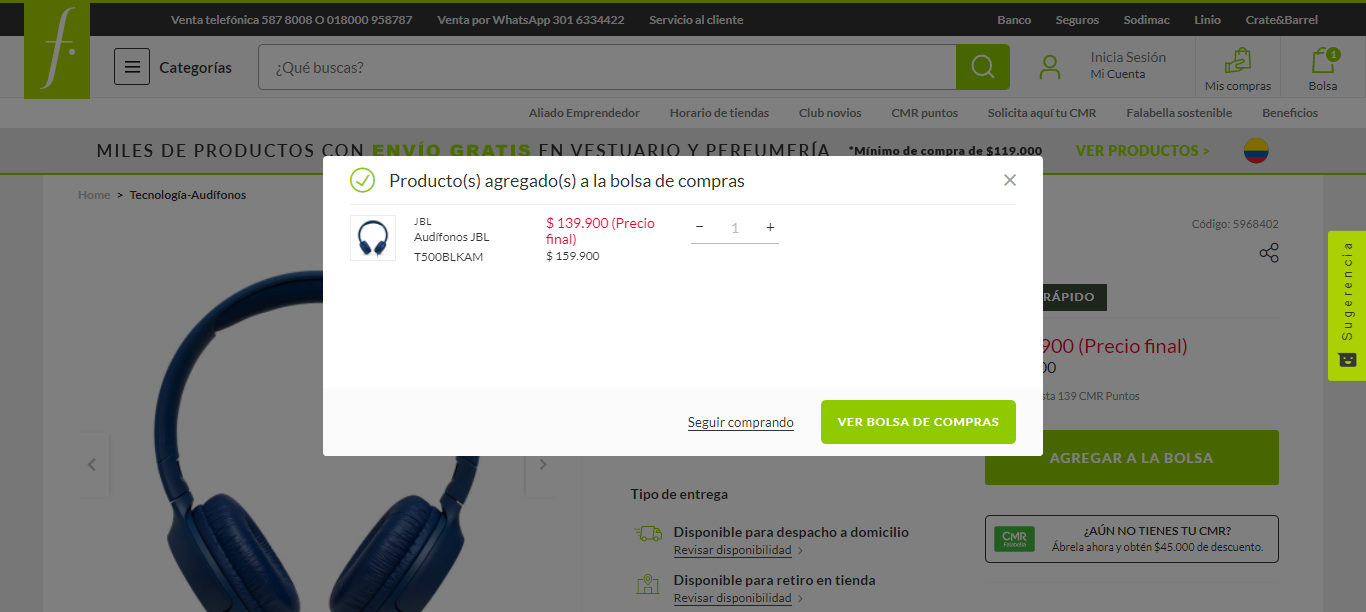 Venta telefónica 587 8008 O 018000 958787 Venta por WhatsApp 301 6334422 Servicio al cliente Banco Seguros Sodimac Linio Crate&Barrel
f.
Categorías
¿Qué buscas?
Inicia Sesión
Mi Cuenta
Mis compras
1
Bolsa
Aliado Emprendedor Horario de tiendas Club novios CMR puntos Solicita aquí tu CMR Falabella sostenible Beneficios
MILES DE PRODUCTOS CON ENVÍO GRATIS EN VESTUARIO Y PERFUMERÍA *Mínimo de compra de $119.000 VER PRODUCTOS >
Home > Tecnología-Audífonos
Producto(s) agregado(s) a la bolsa de compras
JBL
Audífonos JBL
T500BLKAM
$ 139.900 (Precio
final)
$ 159.900
− 1 +
Seguir comprando
VER BOLSA DE COMPRAS
Código: 5968402
RÁPIDO
900 (Precio final)
00
139 CMR Puntos
AGREGAR A LA BOLSA
Tipo de entrega
Disponible para despacho a domicilio
Revisar disponibilidad >
Disponible para retiro en tienda
Revisar disponibilidad >
CMR
Falabella
¿AÚN NO TIENES TU CMR?
Ábrela ahora y obtén $45.000 de descuento.
Sugerencia